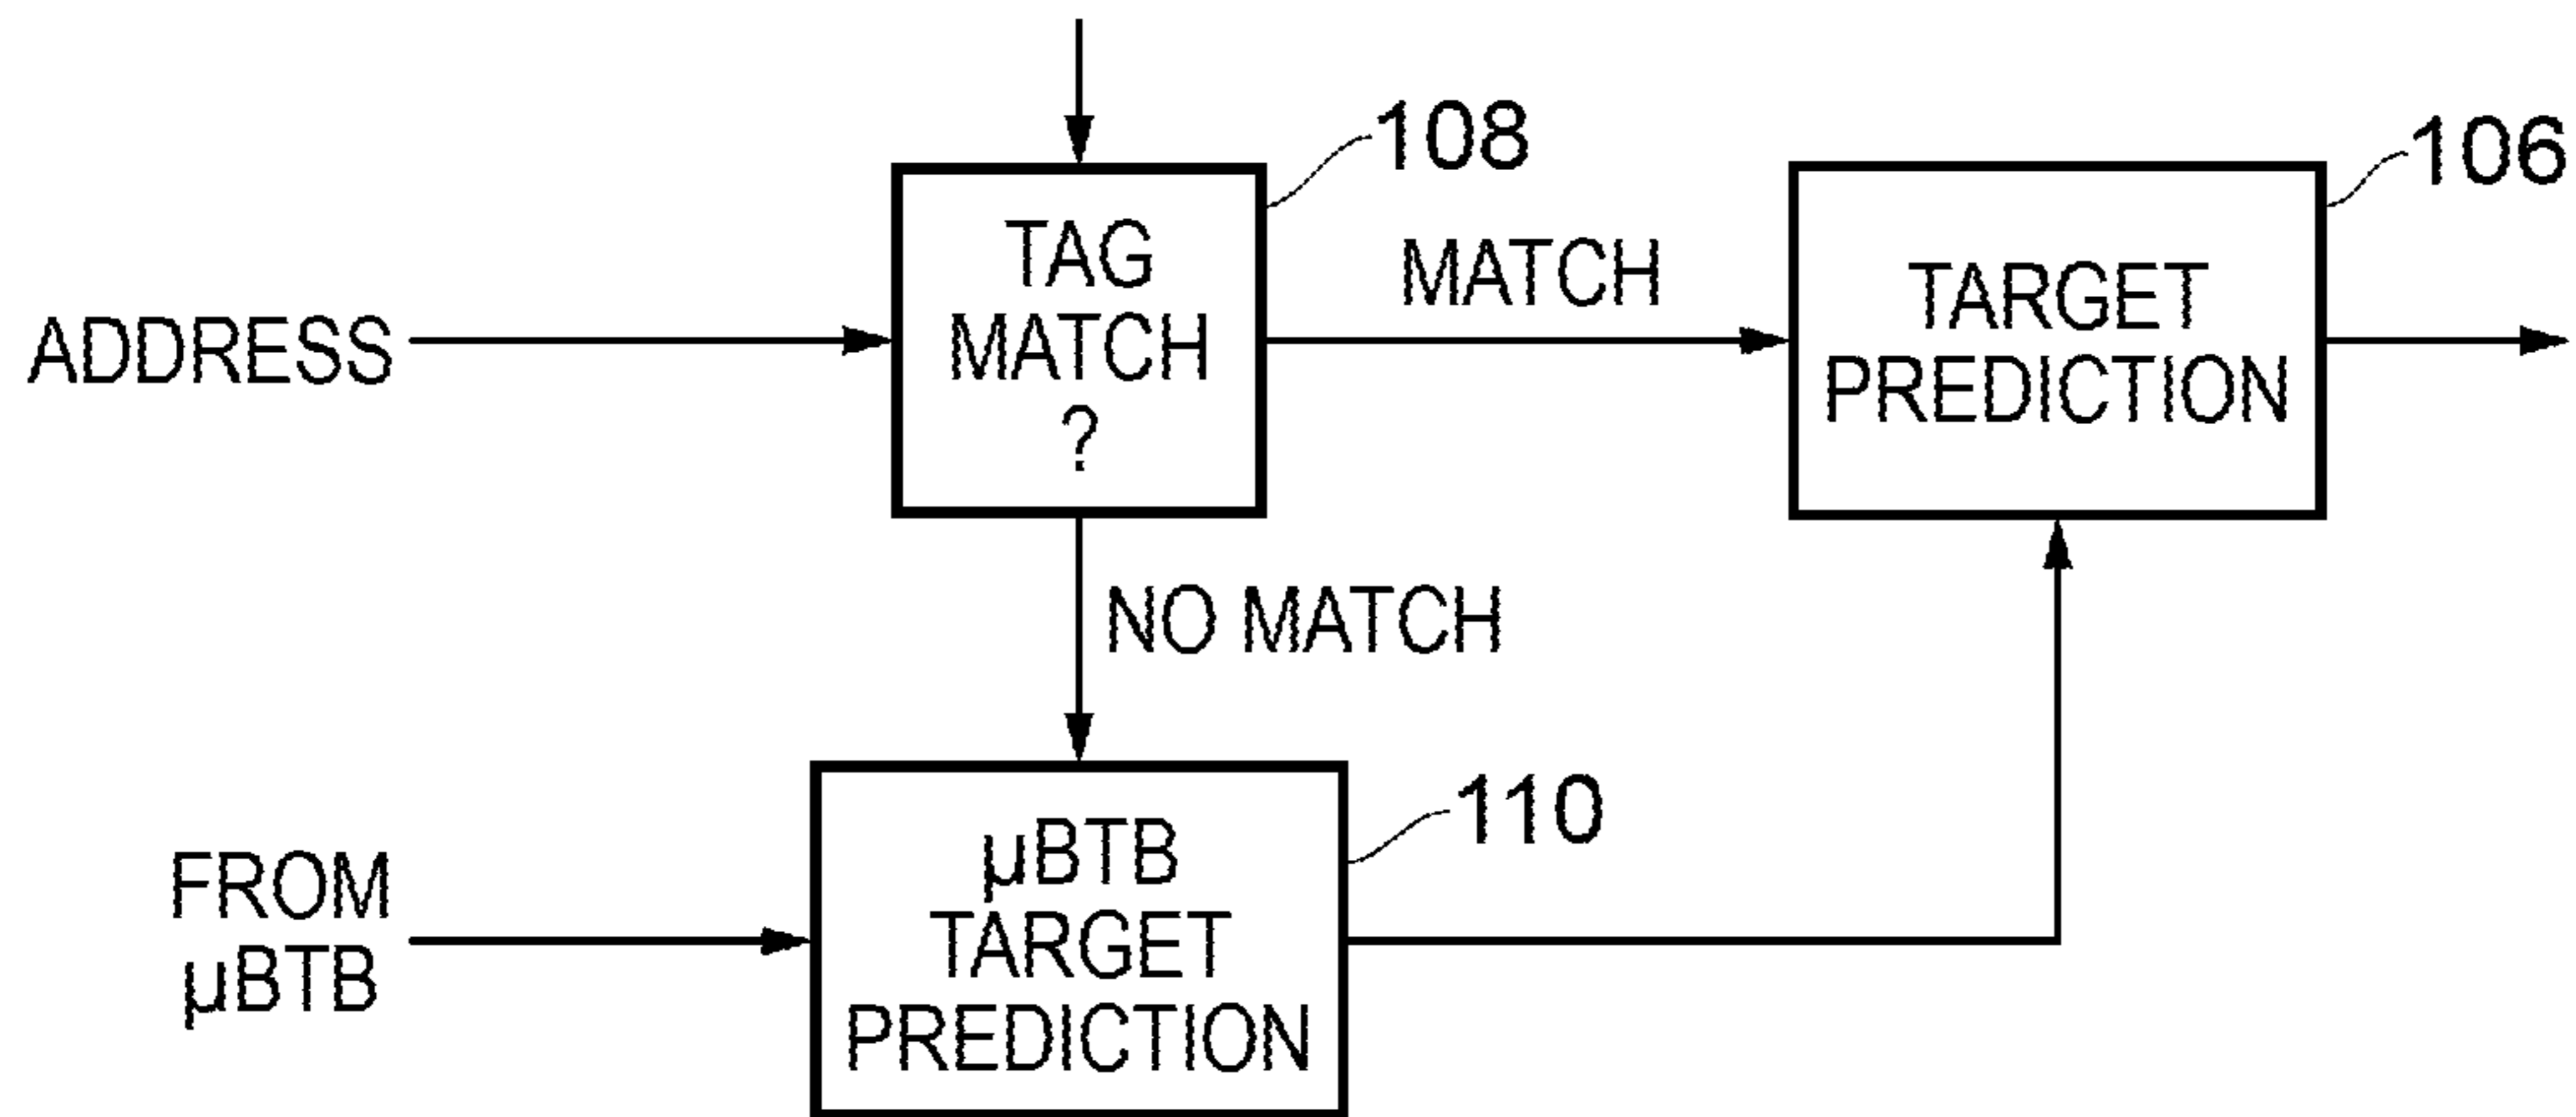 108
106
TAG
MATCH
?
MATCH
TARGET
PREDICTION
ADDRESS
NO MATCH
110
FROM
µBTB
µBTB
TARGET
PREDICTION